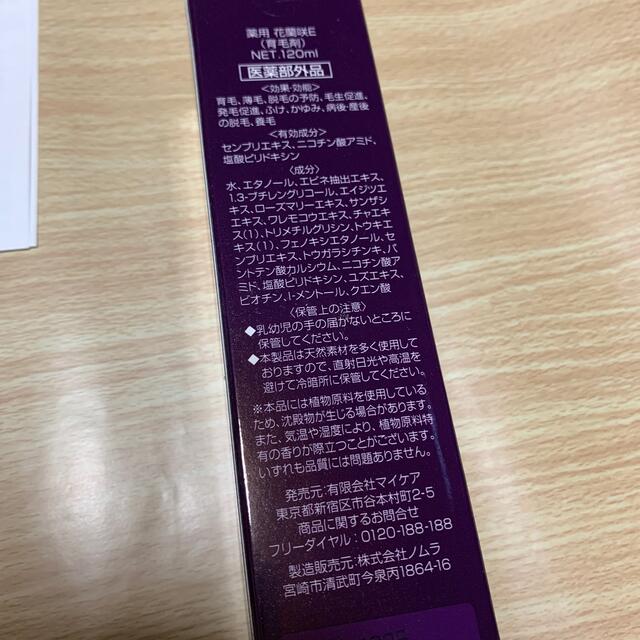 薬用 花蘭咲E
(育毛剤)
NET.120ml
医薬部外品
〈効果・効能〉
育毛、薄毛、脱毛の予防、毛生促進、
発毛促進、ふけ、かゆみ、病後・産後
の脱毛、養毛
〈有効成分〉
センブリエキス、ニコチン酸アミド、
塩酸ピリドキシン
〈成分〉
水、エタノール、エビネ抽出エキス、
1.3-ブチレングリコール、エイジツエ
キス、ローズマリーエキス、サンザシ
エキス、ワレモコウエキス、チャエキ
ス(1)、トリメチルグリシン、トウキエ
キス(1)、フェノキシエタノール、セ
ンブリエキス、トウガラシチンキ、パ
ントテン酸カルシウム、ニコチン酸ア
ミド、塩酸ピリドキシン、ユズエキス、
ビオチン、l-メントール、クエン酸
〈保管上の注意〉
◆乳幼児の手の届がないところに
保管してください。
◆本製品は天然素材を多く使用して
おりますので、直射日光や高温を
避けて冷暗所に保管してください。
※本品には植物原料を使用している
ため、沈殿物が生じる場合があります。
また、気温や湿度により、植物原料特
有の香りが際立つことがございます。
いずれも品質には問題ありません。
発売元:有限会社マイケア
東京都新宿区市谷本村町2-5
商品に関するお問合せ
フリーダイヤル:0120-188-188
製造販売元:株式会社ノムラ
宮崎市清武町今泉丙1864-16